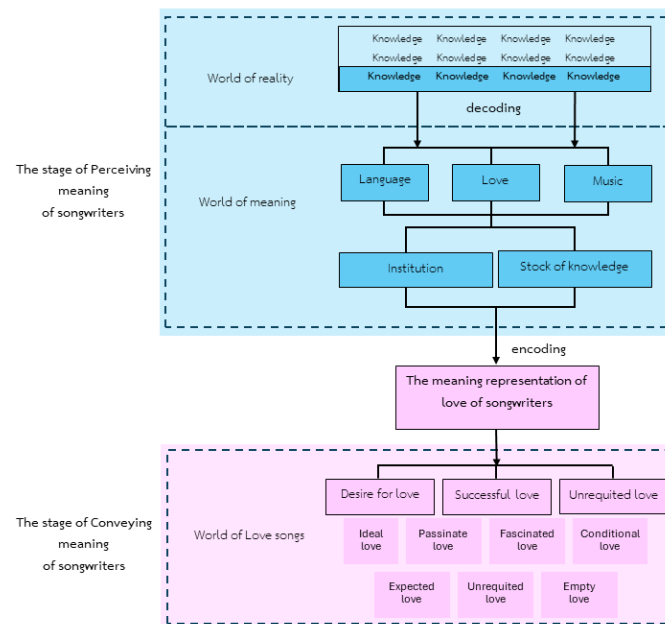 Knowledge Knowledge Knowledge Knowledge
Knowledge Knowledge Knowledge Knowledge
Knowledge Knowledge Knowledge Knowledge
World of reality
decoding
The stage of Perceiving
meaning
of songwriters
World of meaning
Language
Love
Music
Institution
Stock of knowledge
encoding
The meaning representation of
love of songwriters
The stage of Conveying
meaning
of songwriters
World of Love songs
Desire for love
Successful love
Unrequited love
Ideal
love
Passinate
love
Fascinated
love
Conditional
love
Expected
love
Unrequited
love
Empty
love